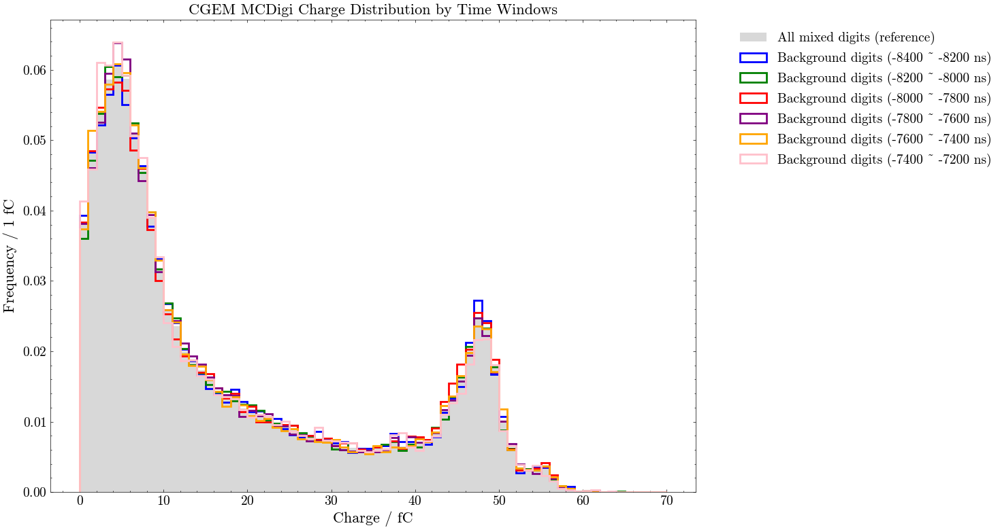 CGEM MCDigi Charge Distribution by Time Windows
All mixed digits (reference)
Background digits (-8400 ~ -8200 ns)
Background digits (-8200 ~ -8000 ns)
Background digits (-8000 ~ -7800 ns)
Background digits (-7800 ~ -7600 ns)
Background digits (-7600 ~ -7400 ns)
Background digits (-7400 ~ -7200 ns)
Frequency / 1 fC
0.06
0.05
0.04
0.03
0.02
0.01
0.00
0 10 20 30 40 50 60 70
Charge / fC